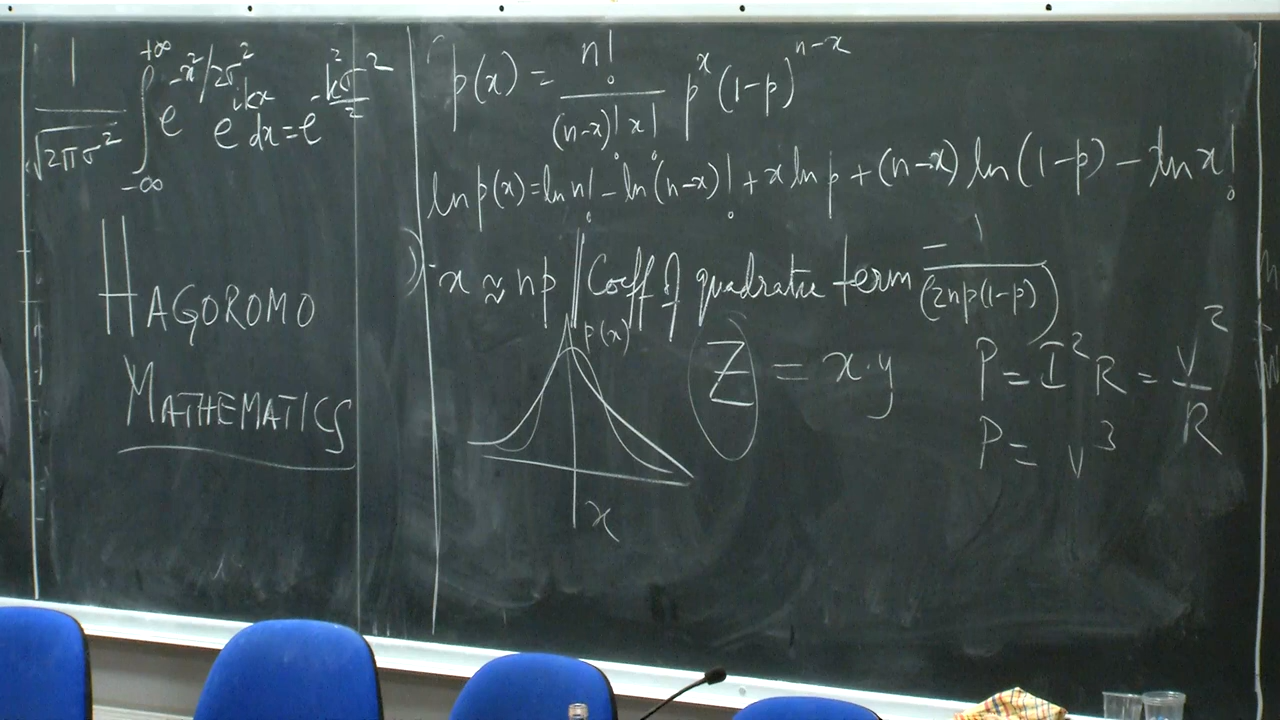 1/√(2πσ²) ∫_{-∞}^{+∞} e^{-x²/2σ²} e^{ikx} dx = e^{-k²σ²/2}
HAGOROMO
MATHEMATICS
p(x) = n!/((n-x)! x!) p^x (1-p)^{n-x}
ln p(x) = ln n! - ln (n-x)! + x ln p + (n-x) ln (1-p) - ln x!
x ≈ np || Coeff of quadratic term -1/(2np(1-p))
p(x)
x
Z = x.y
P = I²R = V²/R
P = v³